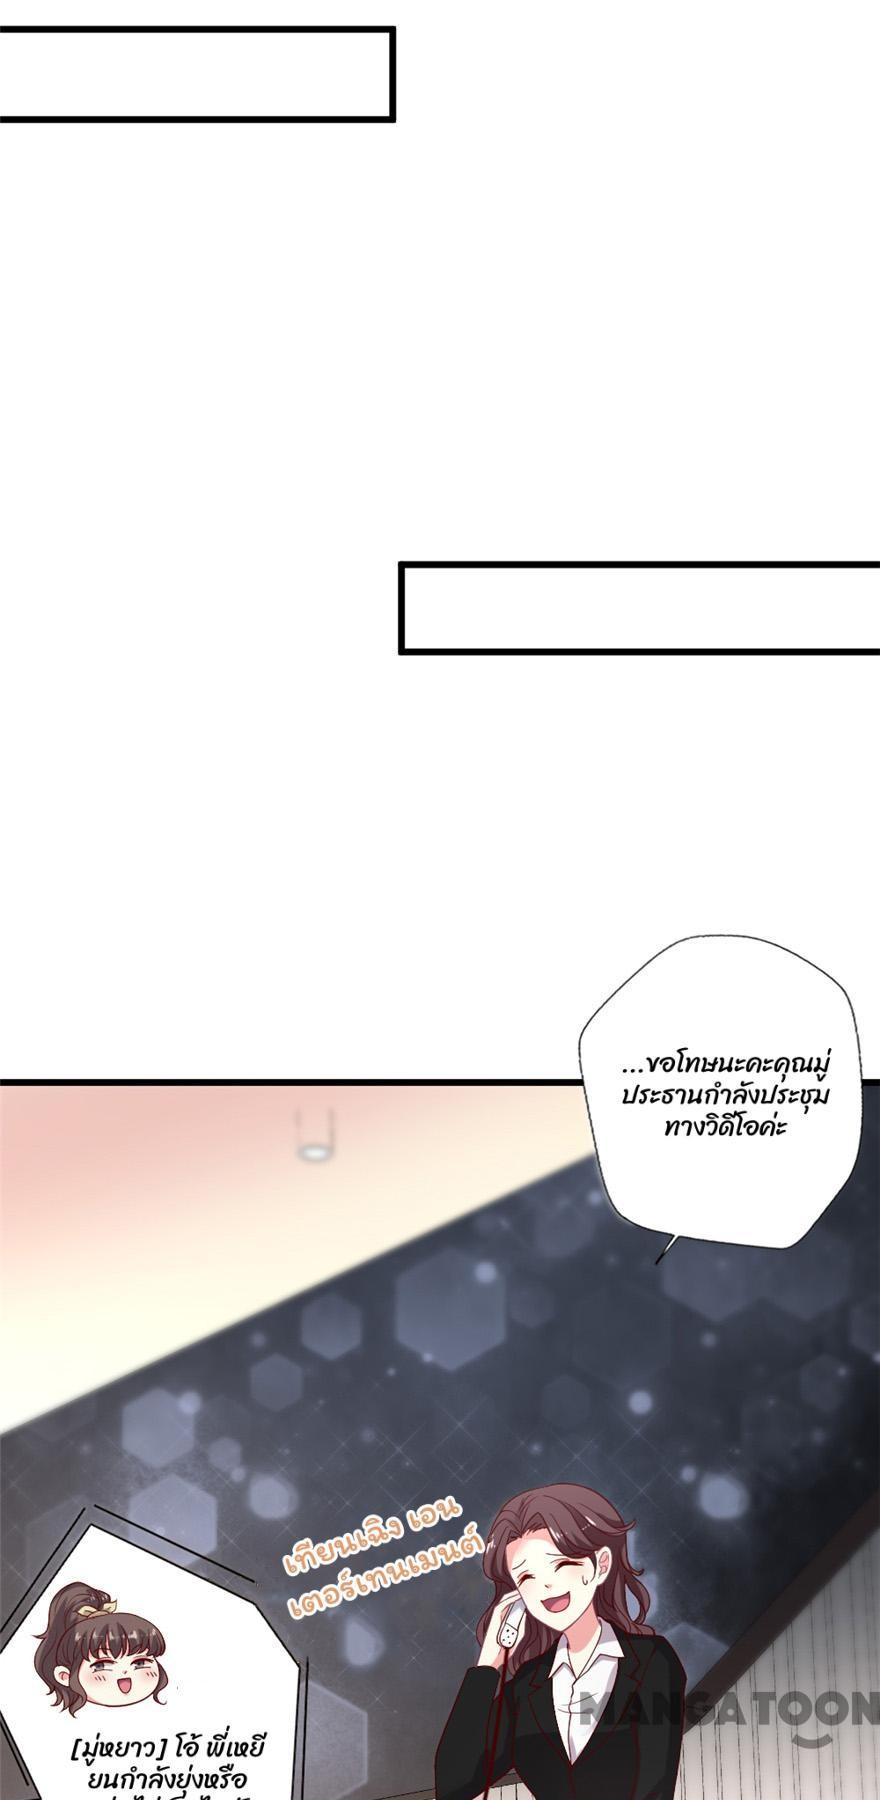 ...ขอโทษนะคะคุณมู่
ประธานกำลังประชุม
ทางวิดีโอค่ะ
เทียนเฉิง เอน
เตอร์เทนเมนต์
MANGATOON
[มู่หยาว] โอ้ พี่เหยี
ยนกำลังยุ่งหรือ